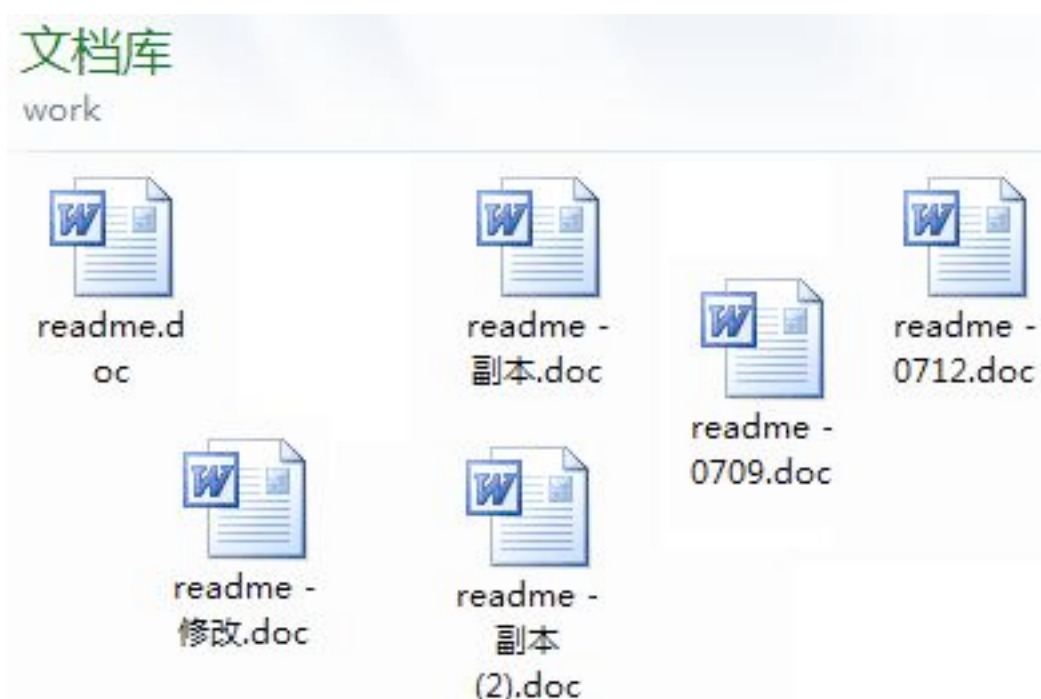 文档库
work
readme.d
oc
readme -
副本.doc
readme -
0709.doc
readme -
0712.doc
readme -
修改.doc
readme -
副本
(2).doc